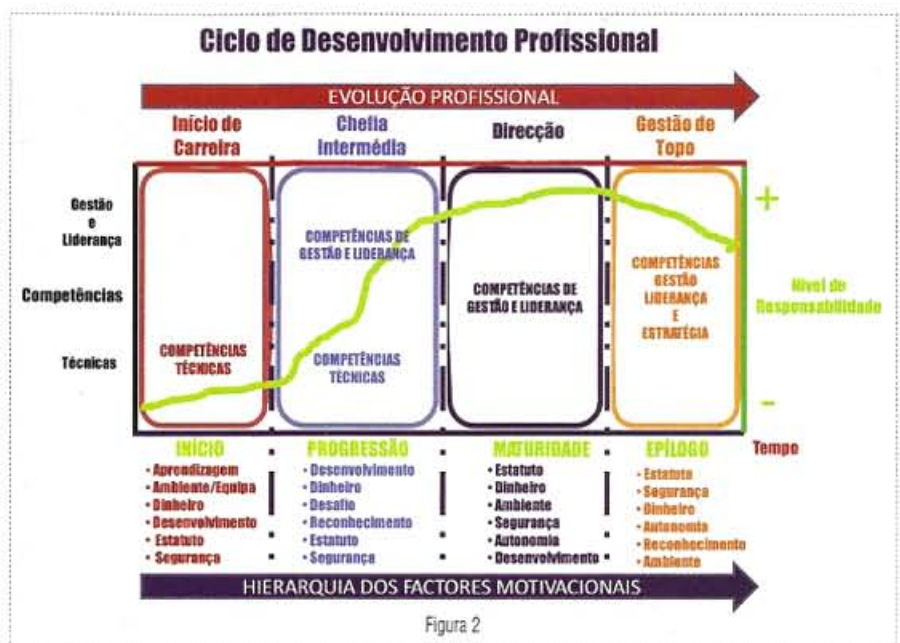 Ciclo de Desenvolvimento Profissional
EVOLUÇÃO PROFISSIONAL
Início de
Carreira
Chefia
Intermédia
Direcção
Gestão de
Topo
Gestão
e
Liderança
Competências
Técnicas
COMPETÊNCIAS
TÉCNICAS
COMPETÊNCIAS DE
GESTÃO E LIDERANÇA
COMPETÊNCIAS
TÉCNICAS
COMPETÊNCIAS DE
GESTÃO E LIDERANÇA
COMPETÊNCIAS
GESTÃO
LIDERANÇA
E
ESTRATÉGIA
+
Nível de
Responsabilidade
-
Tempo
INÍCIO
• Aprendizagem
• Ambiente/Equipa
• Dinheiro
• Desenvolvimento
• Estatuto
• Segurança
PROGRESSÃO
• Desenvolvimento
• Dinheiro
• Desafio
• Reconhecimento
• Estatuto
• Segurança
MATURIDADE
• Estatuto
• Dinheiro
• Ambiente
• Segurança
• Autonomia
• Desenvolvimento
EPÍLOGO
• Estatuto
• Segurança
• Dinheiro
• Autonomia
• Reconhecimento
• Ambiente
HIERARQUIA DOS FACTORES MOTIVACIONAIS
Figura 2